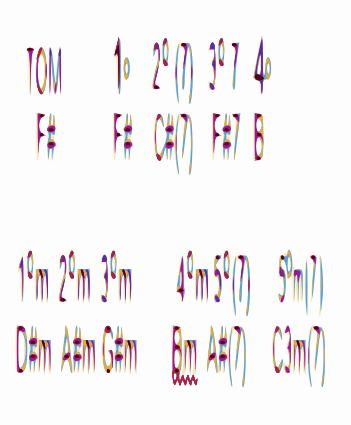 TOM 1º 2º(7) 3º7 4º
F# F# C#(7) F#7 B
1ºm 2ºm 3ºm 4ºm 5º(7) 5ºm(7)
D#m A#m G#m Bm A#(7) C3m(7)